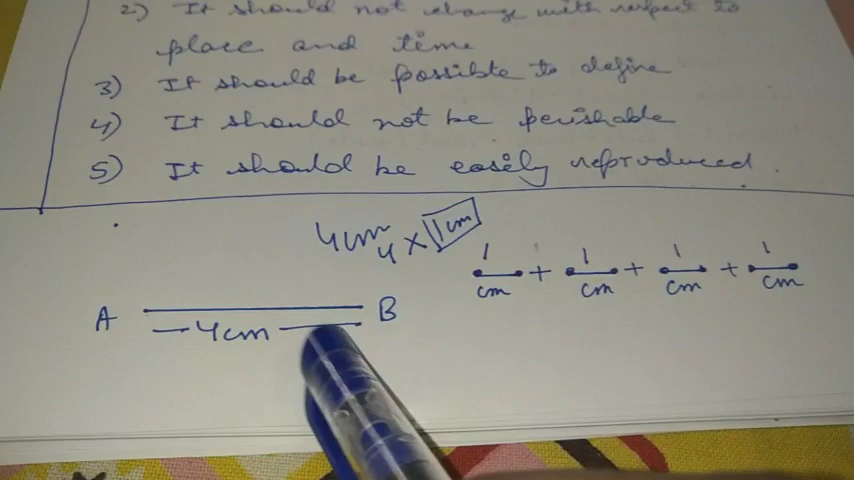 2) It should not change with respect to
place and time
3) It should be possible to define
4) It should not be perishable
5) It should be easily reproduced.
4cm 4 × 1cm
1 cm + 1 cm + 1 cm + 1 cm
A B
4cm